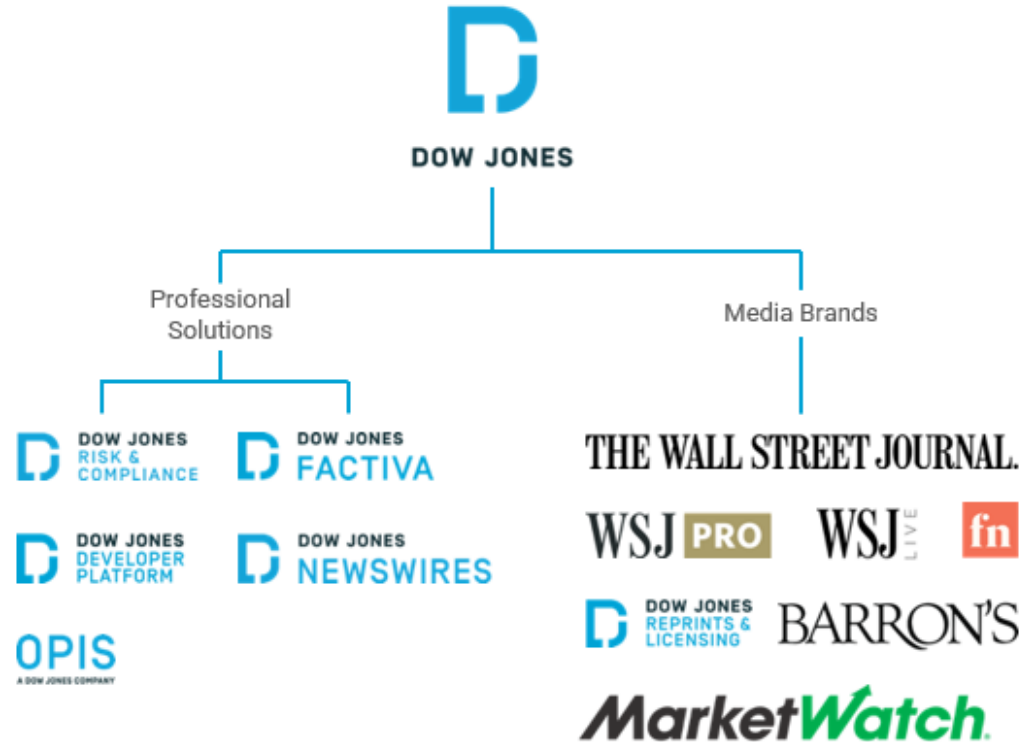 DOW JONES
Professional
Solutions
Media Brands
DOW JONES
RISK &
COMPLIANCE
DOW JONES
FACTIVA
DOW JONES
DEVELOPER
PLATFORM
DOW JONES
NEWSWIRES
OPIS
A DOW JONES COMPANY
THE WALL STREET JOURNAL.
WSJ PRO
WSJ LIVE
fn
DOW JONES
REPRINTS &
LICENSING
BARRON'S
MarketWatch